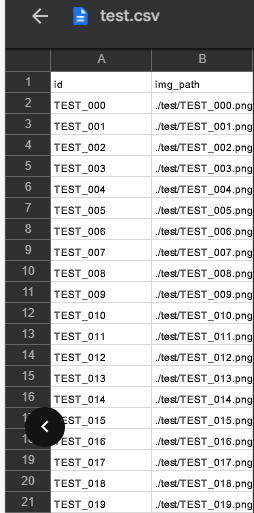 test.csv
A B
1 id img_path
2 TEST_000 ./test/TEST_000.png
3 TEST_001 ./test/TEST_001.png
4 TEST_002 ./test/TEST_002.png
5 TEST_003 ./test/TEST_003.png
6 TEST_004 ./test/TEST_004.png
7 TEST_005 ./test/TEST_005.png
8 TEST_006 ./test/TEST_006.png
9 TEST_007 ./test/TEST_007.png
10 TEST_008 ./test/TEST_008.png
11 TEST_009 ./test/TEST_009.png
12 TEST_010 ./test/TEST_010.png
13 TEST_011 ./test/TEST_011.png
14 TEST_012 ./test/TEST_012.png
15 TEST_013 ./test/TEST_013.png
16 TEST_014 ./test/TEST_014.png
TEST_015 ./test/TEST_015.png
TEST_016 ./test/TEST_016.png
19 TEST_017 ./test/TEST_017.png
20 TEST_018 ./test/TEST_018.png
21 TEST_019 ./test/TEST_019.png